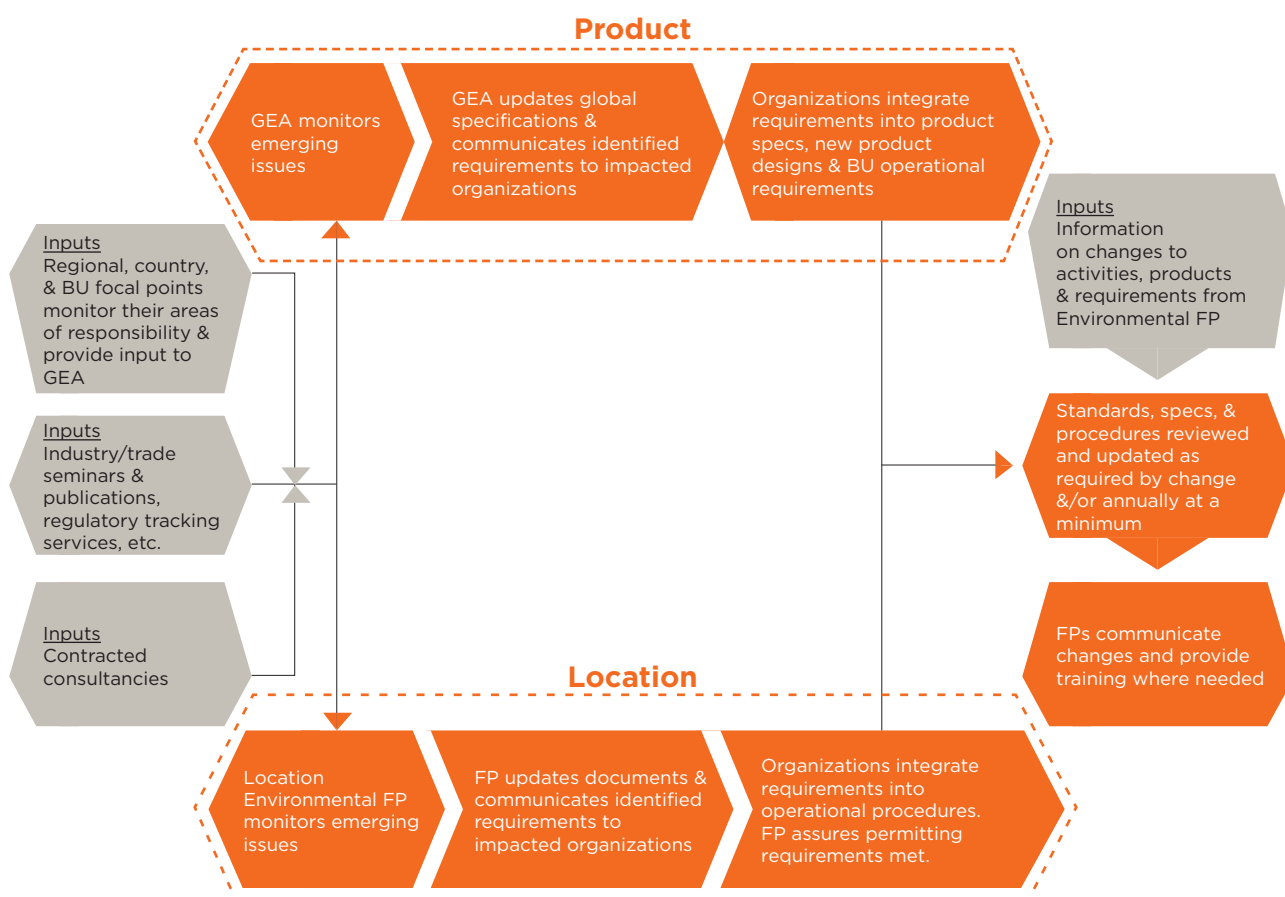 Product
GEA monitors
emerging
issues
GEA updates global
specifications &
communicates identified
requirements to impacted
organizations
Organizations integrate
requirements into product
specs, new product
designs & BU operational
requirements
Inputs
Regional, country,
& BU focal points
monitor their areas
of responsibility &
provide input to
GEA
Inputs
Industry/trade
seminars &
publications,
regulatory tracking
services, etc.
Inputs
Contracted
consultancies
Inputs
Information
on changes to
activities, products
& requirements from
Environmental FP
Standards, specs, &
procedures reviewed
and updated as
required by change
&/or annually at a
minimum
FPs communicate
changes and provide
training where needed
Location
Location
Environmental FP
monitors emerging
issues
FP updates documents &
communicates identified
requirements to
impacted organizations
Organizations integrate
requirements into
operational procedures.
FP assures permitting
requirements met.